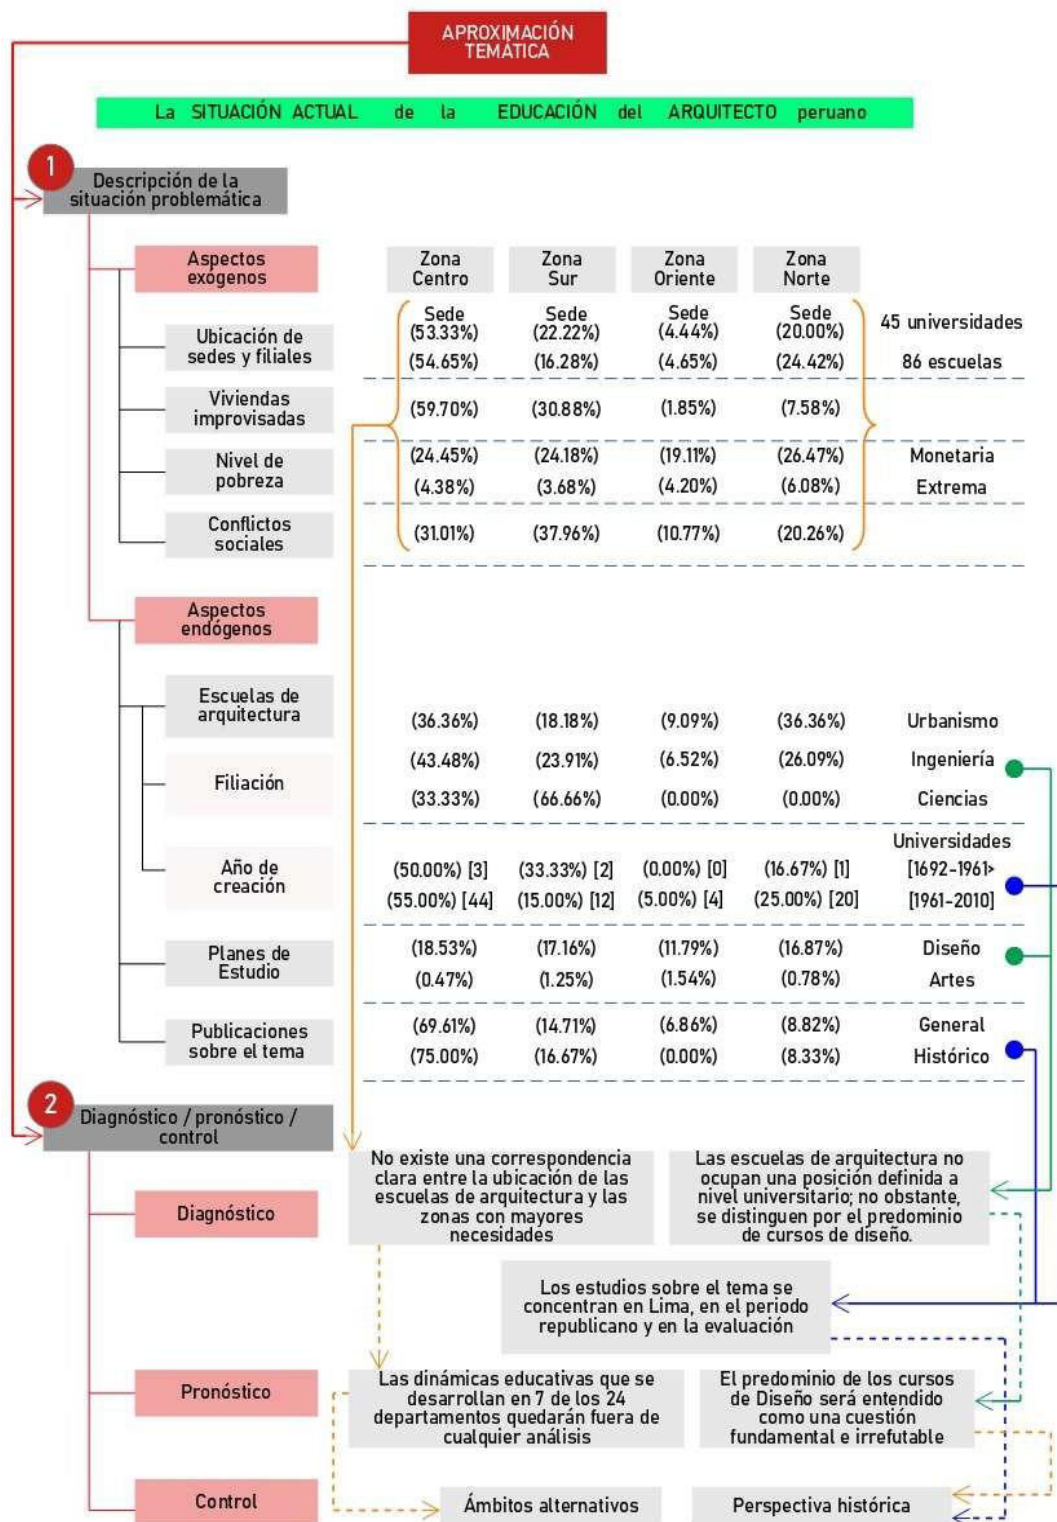 APROXIMACIÓN
TEMÁTICA
La SITUACIÓN ACTUAL de la EDUCACIÓN del ARQUITECTO peruano
1
Descripción de la
situación problemática
Aspectos
exógenos
Zona
Centro
Zona
Sur
Zona
Oriente
Zona
Norte
Ubicación de
sedes y filiales
Sede
(53.33%)
Sede
(22.22%)
Sede
(4.44%)
Sede
(20.00%)
45 universidades
(54.65%) (16.28%) (4.65%) (24.42%) 86 escuelas
Viviendas
improvisadas
(59.70%) (30.88%) (1.85%) (7.58%)
Nivel de
pobreza
(24.45%) (24.18%) (19.11%) (26.47%) Monetaria
(4.38%) (3.68%) (4.20%) (6.08%) Extrema
Conflictos
sociales
(31.01%) (37.96%) (10.77%) (20.26%)
Aspectos
endógenos
Escuelas de
arquitectura
(36.36%) (18.18%) (9.09%) (36.36%) Urbanismo
Filiación
(43.48%) (23.91%) (6.52%) (26.09%) Ingeniería
(33.33%) (66.66%) (0.00%) (0.00%) Ciencias
Año de
creación
Universidades
(50.00%) [3] (33.33%) [2] (0.00%) [0] (16.67%) [1] [1692-1961>
(55.00%) [44] (15.00%) [12] (5.00%) [4] (25.00%) [20] [1961-2010]
Planes de
Estudio
(18.53%) (17.16%) (11.79%) (16.87%) Diseño
(0.47%) (1.25%) (1.54%) (0.78%) Artes
Publicaciones
sobre el tema
(69.61%) (14.71%) (6.86%) (8.82%) General
(75.00%) (16.67%) (0.00%) (8.33%) Histórico
2
Diagnóstico / pronóstico /
control
Diagnóstico
No existe una correspondencia
clara entre la ubicación de las
escuelas de arquitectura y las
zonas con mayores
necesidades
Las escuelas de arquitectura no
ocupan una posición definida a
nivel universitario; no obstante,
se distinguen por el predominio
de cursos de diseño.
Los estudios sobre el tema se
concentran en Lima, en el periodo
republicano y en la evaluación
Pronóstico
Las dinámicas educativas que se
desarrollan en 7 de los 24
departamentos quedarán fuera de
cualquier análisis
El predominio de los cursos
de Diseño será entendido
como una cuestión
fundamental e irrefutable
Control
Ámbitos alternativos
Perspectiva histórica